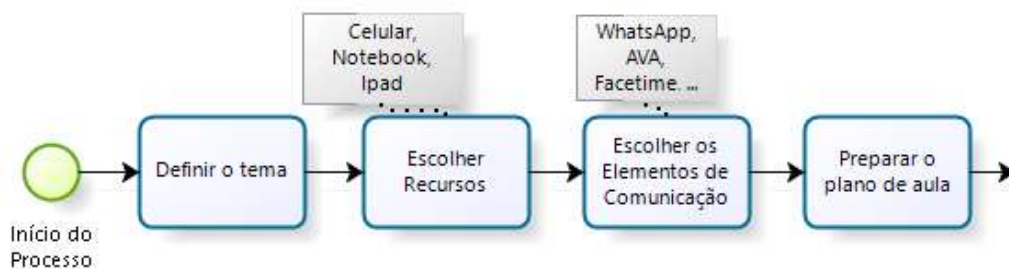 Celular,
Notebook,
Ipad
WhatsApp,
AVA,
Facetime. ...
Início do
Processo
Definir o tema
Escolher
Recursos
Escolher os
Elementos de
Comunicação
Preparar o
plano de aula